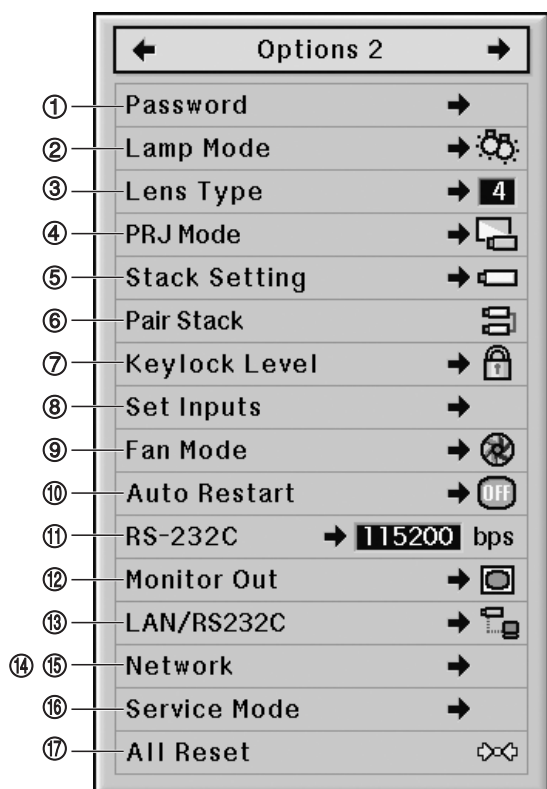 Options 2
① Password
② Lamp Mode
③ Lens Type 4
④ PRJ Mode
⑤ Stack Setting
⑥ Pair Stack
⑦ Keylock Level
⑧ Set Inputs
⑨ Fan Mode
⑩ Auto Restart OFF
⑪ RS-232C 115200 bps
⑫ Monitor Out
⑬ LAN/RS232C
⑭ ⑮ Network
⑯ Service Mode
⑰ All Reset